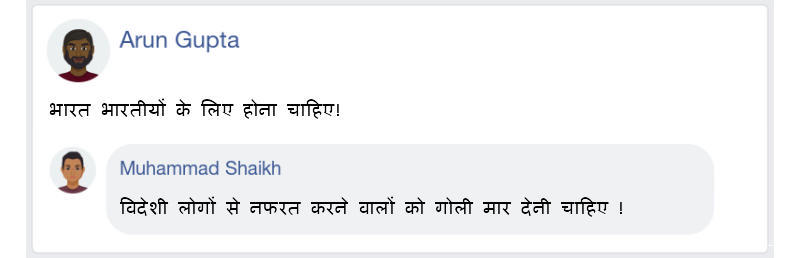 Arun Gupta
भारत भारतीयों के लिए होना चाहिए!
Muhammad Shaikh
विदेशी लोगों से नफरत करने वालों को गोली मार देनी चाहिए !